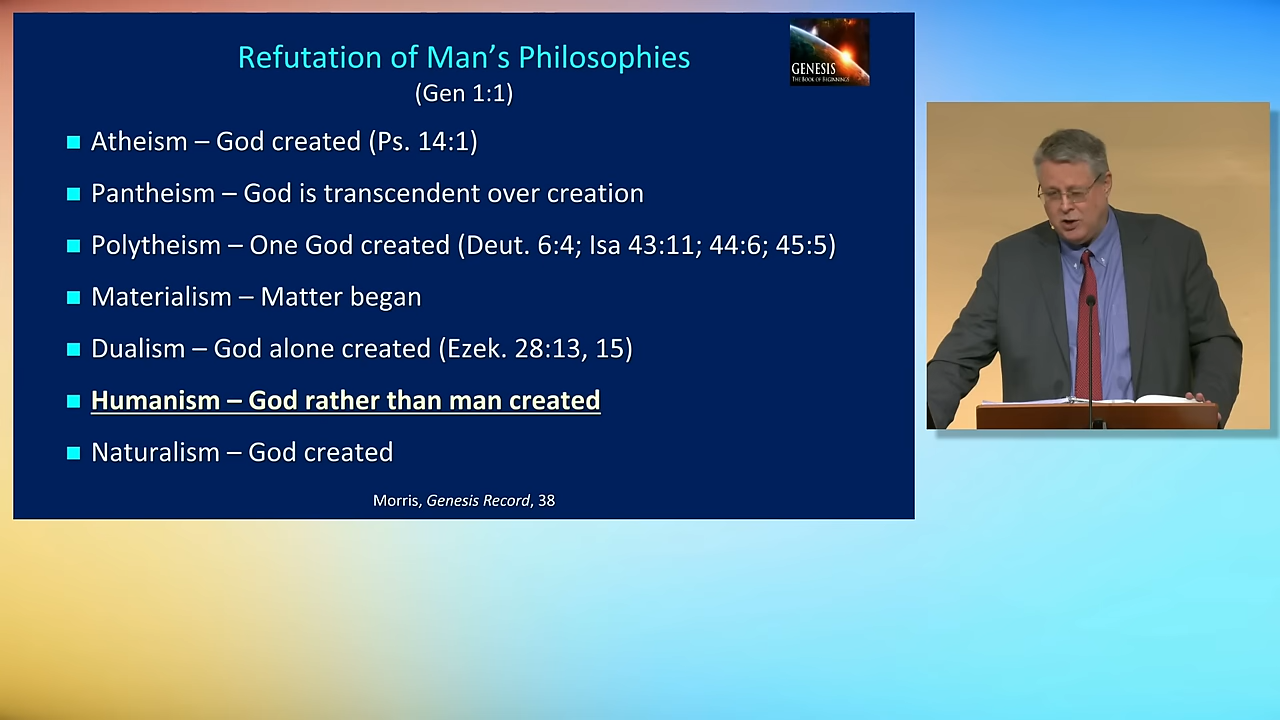 Refutation of Man's Philosophies
(Gen 1:1)
GENESIS
THE BOOK OF BEGINNINGS
Atheism – God created (Ps. 14:1)
Pantheism – God is transcendent over creation
Polytheism – One God created (Deut. 6:4; Isa 43:11; 44:6; 45:5)
Materialism – Matter began
Dualism – God alone created (Ezek. 28:13, 15)
Humanism – God rather than man created
Naturalism – God created
Morris, Genesis Record, 38